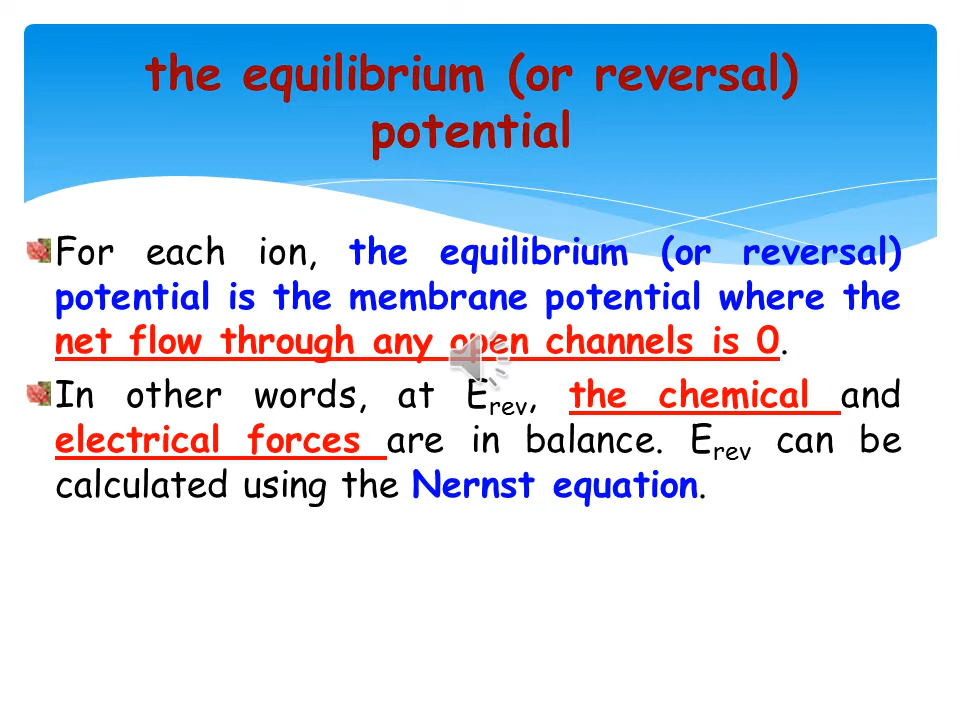 the equilibrium (or reversal)
potential
For each ion, the equilibrium (or reversal)
potential is the membrane potential where the
net flow through any open channels is 0.
In other words, at Erev, the chemical and
electrical forces are in balance. Erev can be
calculated using the Nernst equation.